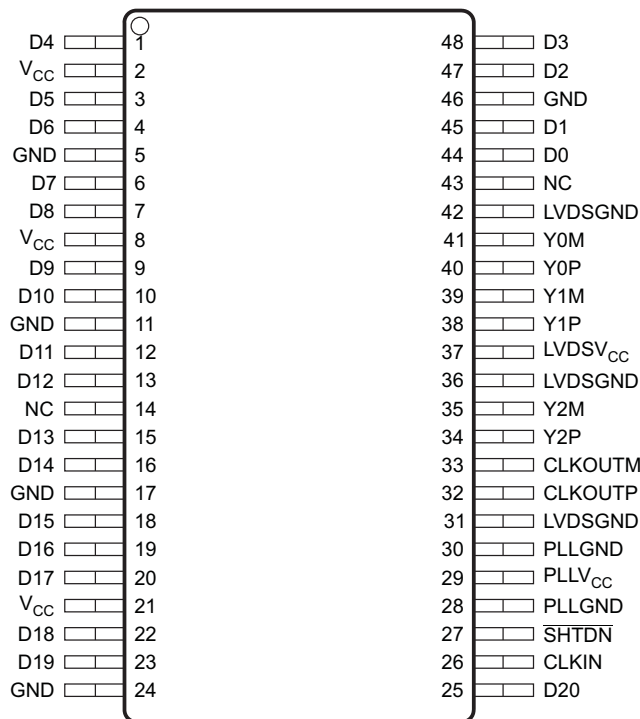 D4 1 48 D3
VCC 2 47 D2
D5 3 46 GND
D6 4 45 D1
GND 5 44 D0
D7 6 43 NC
D8 7 42 LVDSGND
VCC 8 41 Y0M
D9 9 40 Y0P
D10 10 39 Y1M
GND 11 38 Y1P
D11 12 37 LVDSVCC
D12 13 36 LVDSGND
NC 14 35 Y2M
D13 15 34 Y2P
D14 16 33 CLKOUTM
GND 17 32 CLKOUTP
D15 18 31 LVDSGND
D16 19 30 PLLGND
D17 20 29 PLLVCC
VCC 21 28 PLLGND
D18 22 27 SHTDN
D19 23 26 CLKIN
GND 24 25 D20